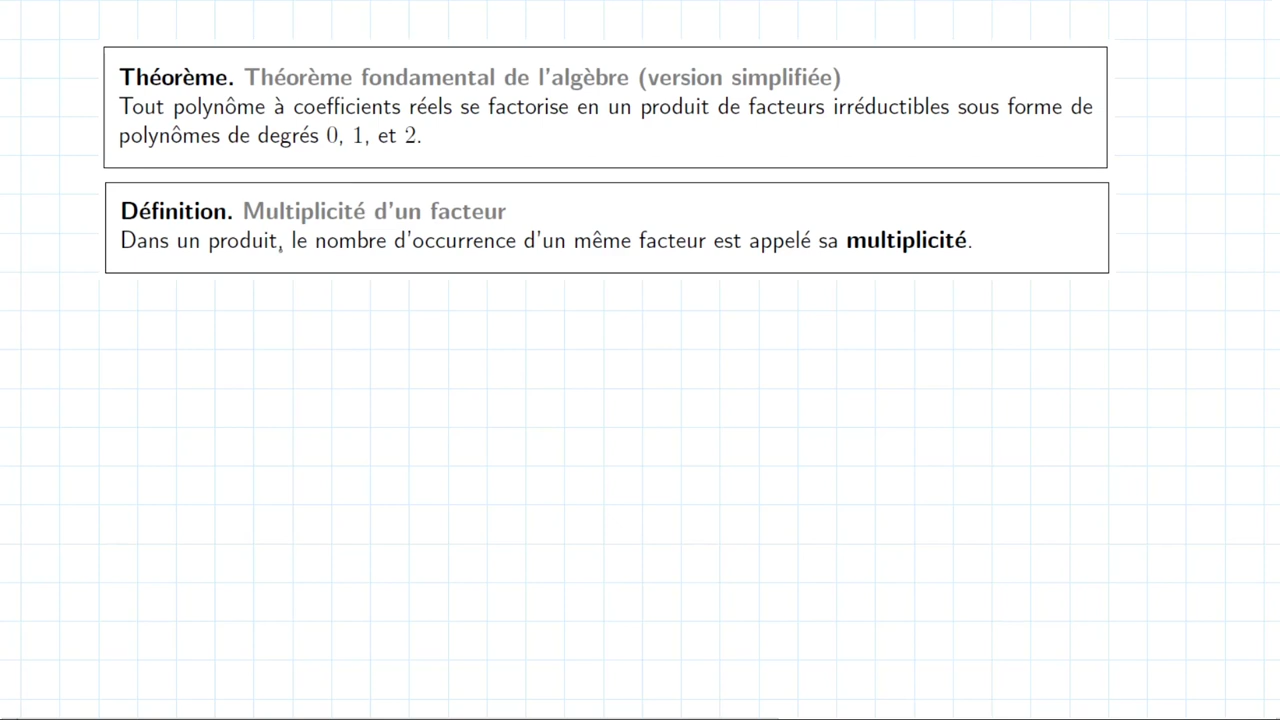 Théorème. Théorème fondamental de l'algèbre (version simplifiée)
Tout polynôme à coefficients réels se factorise en un produit de facteurs irréductibles sous forme de
polynômes de degrés 0, 1, et 2.
Définition. Multiplicité d'un facteur
Dans un produit, le nombre d'occurrence d'un même facteur est appelé sa multiplicité.